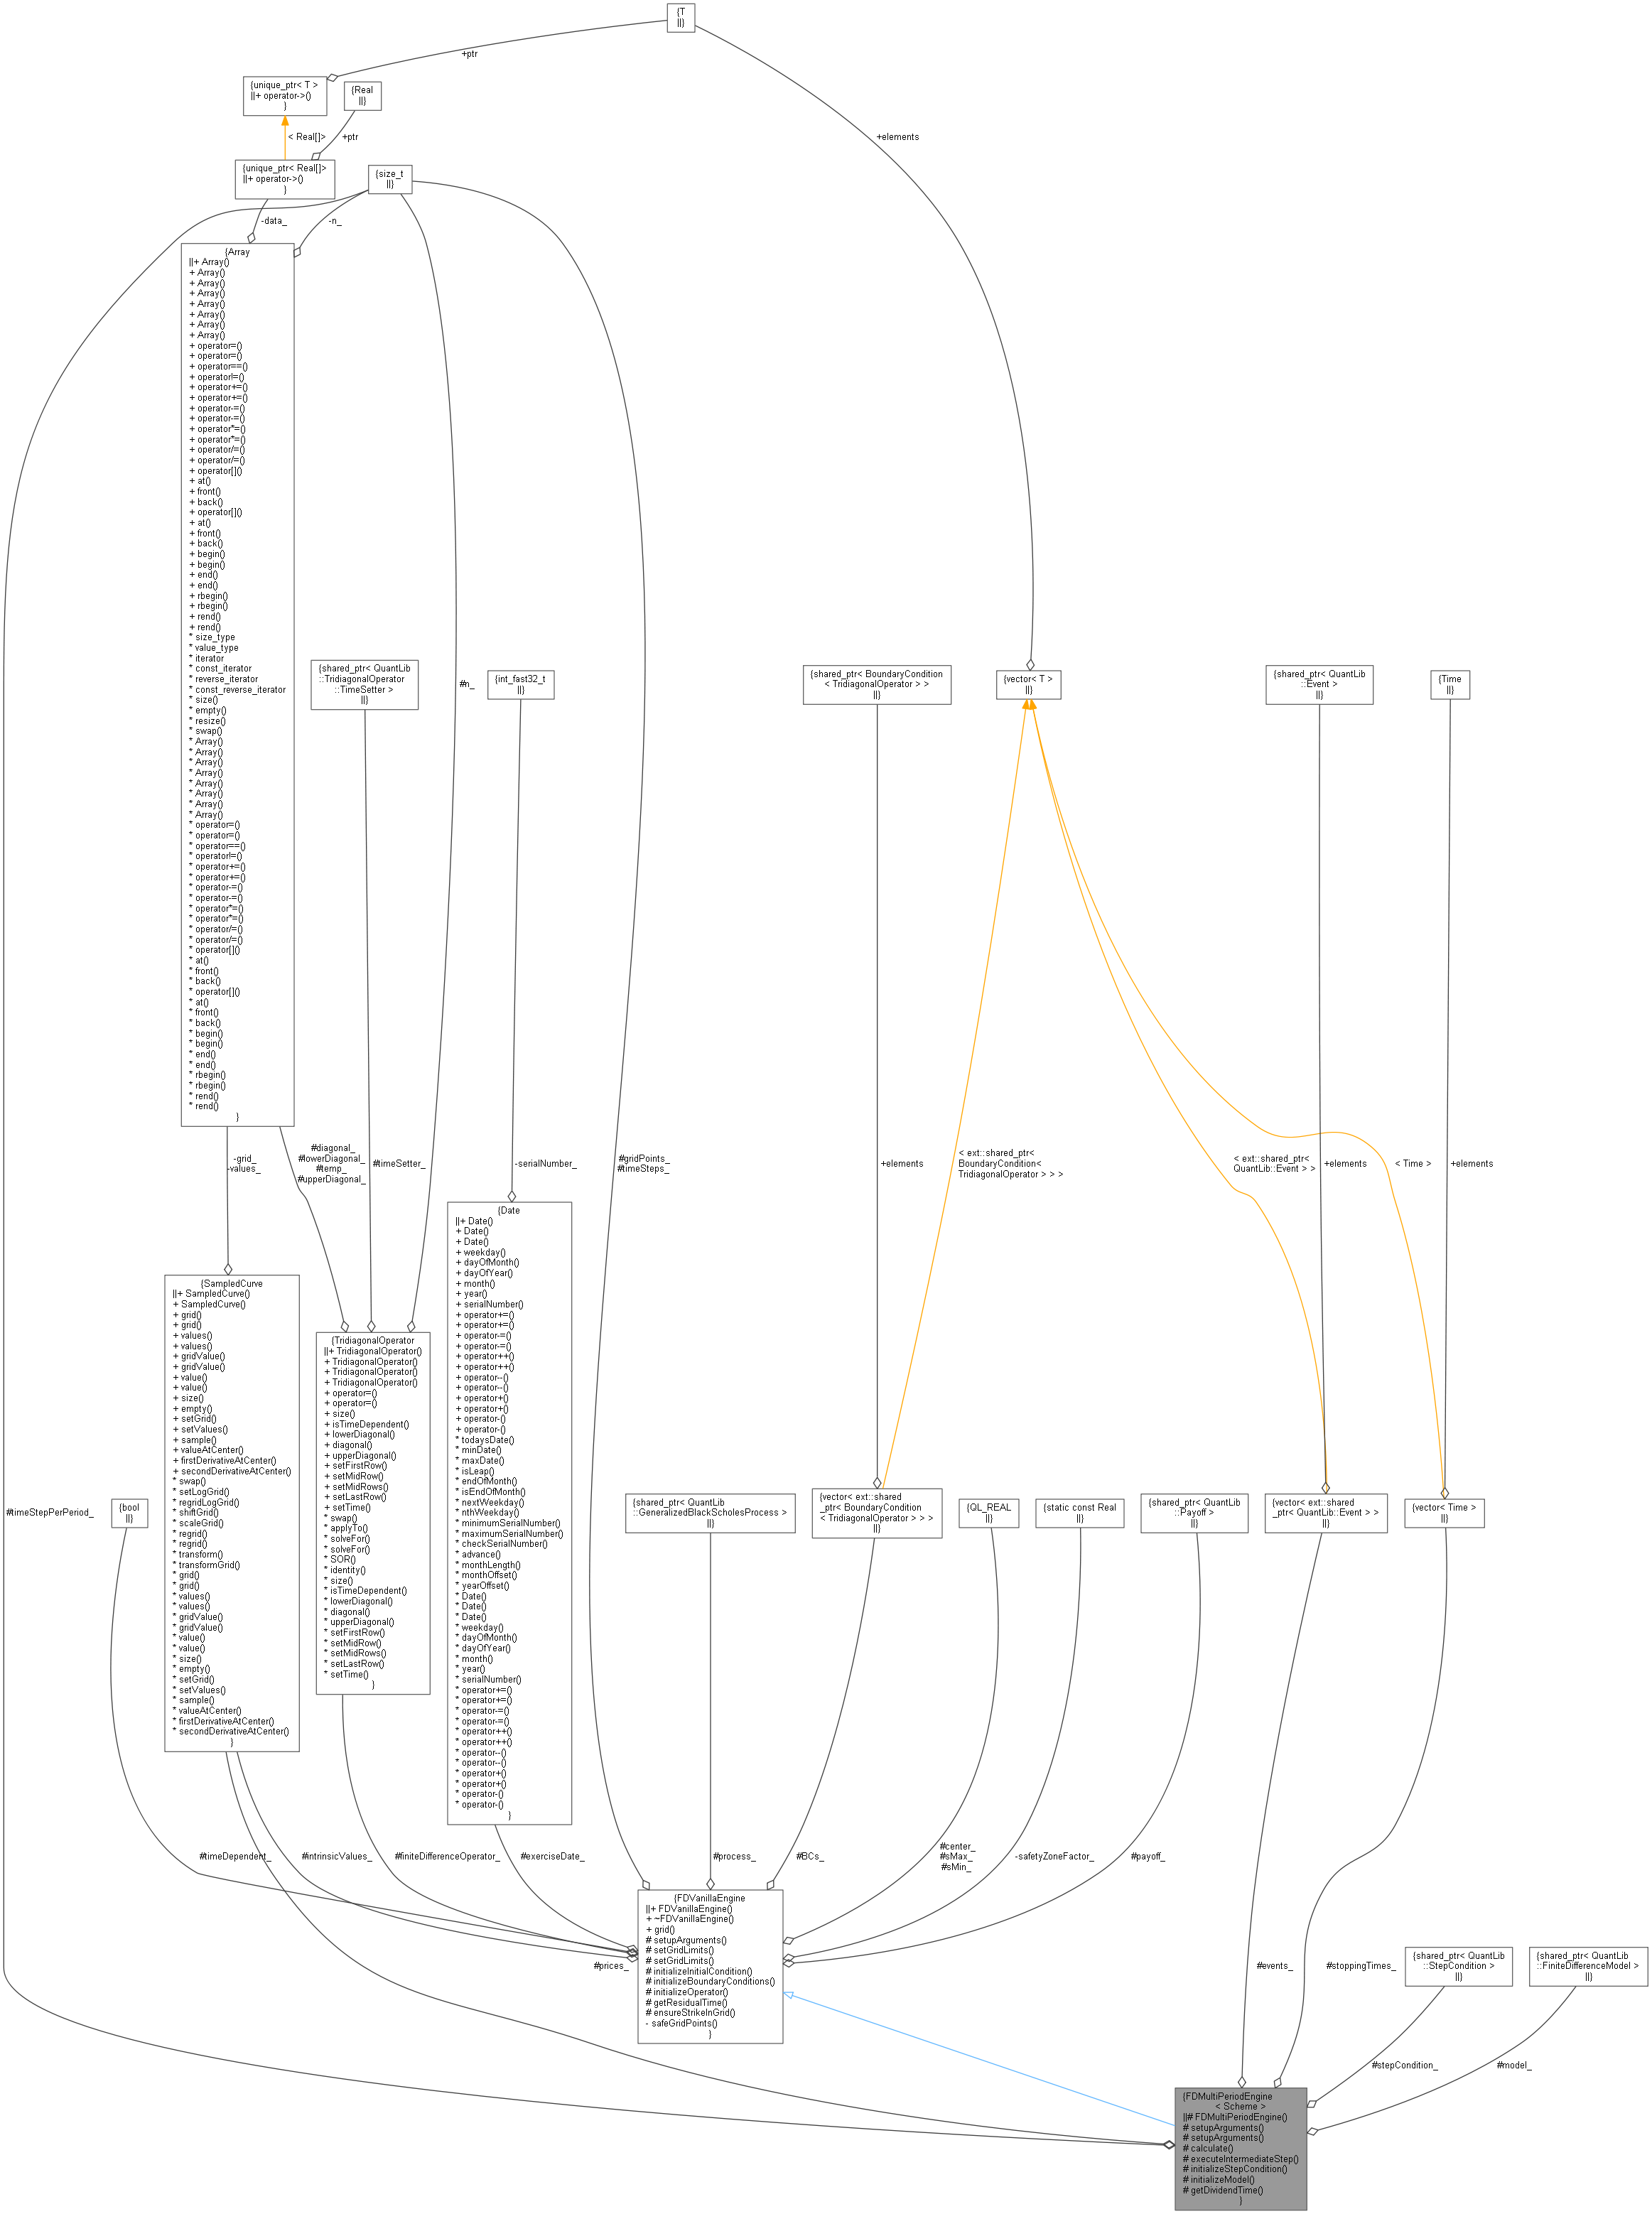 {T
||}
+ptr
{unique_ptr< T >
||+ operator->()
}
{Real
||}
< Real[]>
+ptr
+elements
{unique_ptr< Real[]>
||+ operator->()
}
{size_t
||}
-data_
-n_
{Array
||+ Array()
+ Array()
+ Array()
+ Array()
+ Array()
+ Array()
+ Array()
+ Array()
+ operator=()
+ operator=()
+ operator==()
+ operator!=()
+ operator+=()
+ operator+=()
+ operator-=()
+ operator-=()
+ operator*=()
+ operator*=()
+ operator/=()
+ operator/=()
+ operator[]()
+ at()
+ front()
+ back()
+ operator[]()
+ at()
+ front()
+ back()
+ begin()
+ begin()
+ end()
+ end()
+ rbegin()
+ rbegin()
+ rend()
+ rend()
* size_type
* value_type
* iterator
* const_iterator
* reverse_iterator
* const_reverse_iterator
* size()
* empty()
* resize()
* swap()
* Array()
* Array()
* Array()
* Array()
* Array()
* Array()
* Array()
* Array()
* operator=()
* operator=()
* operator==()
* operator!=()
* operator+=()
* operator+=()
* operator-=()
* operator-=()
* operator*=()
* operator*=()
* operator/=()
* operator/=()
* operator[]()
* at()
* front()
* back()
* operator[]()
* at()
* front()
* back()
* begin()
* begin()
* end()
* end()
* rbegin()
* rbegin()
* rend()
* rend()
}
{shared_ptr< QuantLib
::TridiagonalOperator
::TimeSetter >
||}
#n_
{int_fast32_t
||}
{shared_ptr< BoundaryCondition
< TridiagonalOperator > >
||}
{vector< T >
||}
{shared_ptr< QuantLib
::Event >
||}
{Time
||}
-grid_
-values_
#diagonal_
#lowerDiagonal_
#temp_
#upperDiagonal_
#timeSetter_
-serialNumber_
#gridPoints_
#timeSteps_
+elements
< ext::shared_ptr<
BoundaryCondition<
TridiagonalOperator > > >
< ext::shared_ptr<
QuantLib::Event > >
+elements
< Time >
+elements
{SampledCurve
||+ SampledCurve()
+ SampledCurve()
+ grid()
+ grid()
+ values()
+ values()
+ gridValue()
+ gridValue()
+ value()
+ value()
+ size()
+ empty()
+ setGrid()
+ setValues()
+ sample()
+ valueAtCenter()
+ firstDerivativeAtCenter()
+ secondDerivativeAtCenter()
* swap()
* setLogGrid()
* regridLogGrid()
* shiftGrid()
* scaleGrid()
* regrid()
* regrid()
* transform()
* transformGrid()
* grid()
* grid()
* values()
* values()
* gridValue()
* gridValue()
* value()
* value()
* size()
* empty()
* setGrid()
* setValues()
* sample()
* valueAtCenter()
* firstDerivativeAtCenter()
* secondDerivativeAtCenter()
}
{TridiagonalOperator
||+ TridiagonalOperator()
+ TridiagonalOperator()
+ TridiagonalOperator()
+ TridiagonalOperator()
+ operator=()
+ operator=()
+ size()
+ isTimeDependent()
+ lowerDiagonal()
+ diagonal()
+ upperDiagonal()
+ setFirstRow()
+ setMidRow()
+ setMidRows()
+ setLastRow()
+ setTime()
* swap()
* applyTo()
* solveFor()
* solveFor()
* SOR()
* identity()
* size()
* isTimeDependent()
* lowerDiagonal()
* diagonal()
* upperDiagonal()
* setFirstRow()
* setMidRow()
* setMidRows()
* setLastRow()
* setTime()
}
{Date
||+ Date()
+ Date()
+ Date()
+ weekday()
+ dayOfMonth()
+ dayOfYear()
+ month()
+ year()
+ serialNumber()
+ operator+=()
+ operator+=()
+ operator-=()
+ operator-=()
+ operator++()
+ operator++()
+ operator--()
+ operator--()
+ operator+()
+ operator+()
+ operator-()
+ operator-()
* todaysDate()
* minDate()
* maxDate()
* isLeap()
* endOfMonth()
* isEndOfMonth()
* nextWeekday()
* nthWeekday()
* minimumSerialNumber()
* maximumSerialNumber()
* checkSerialNumber()
* advance()
* monthLength()
* monthOffset()
* yearOffset()
* Date()
* Date()
* Date()
* weekday()
* dayOfMonth()
* dayOfYear()
* month()
* year()
* serialNumber()
* operator+=()
* operator+=()
* operator-=()
* operator-=()
* operator++()
* operator++()
* operator--()
* operator--()
* operator+()
* operator+()
* operator-()
* operator-()
}
#timeStepPerPeriod_
{bool
||}
{shared_ptr< QuantLib
::GeneralizedBlackScholesProcess >
||}
{vector< ext::shared
_ptr< BoundaryCondition
< TridiagonalOperator > > >
||}
{QL_REAL
||}
{static const Real
||}
{shared_ptr< QuantLib
::Payoff >
||}
{vector< ext::shared
_ptr< QuantLib::Event > >
||}
{vector< Time >
||}
#timeDependent_
#intrinsicValues_
#finiteDifferenceOperator_
#exerciseDate_
#process_
#BCs_
#center_
#sMax_
#sMin_
-safetyZoneFactor_
#payoff_
{FDVanillaEngine
||+ FDVanillaEngine()
+ ~FDVanillaEngine()
+ grid()
# setupArguments()
# setGridLimits()
# setGridLimits()
# initializeInitialCondition()
# initializeBoundaryConditions()
# initializeOperator()
# getResidualTime()
# ensureStrikeInGrid()
- safeGridPoints()
}
#prices_
#events_
#stoppingTimes_
{shared_ptr< QuantLib
::StepCondition >
||}
{shared_ptr< QuantLib
::FiniteDifferenceModel >
||}
#stepCondition_
#model_
{FDMultiPeriodEngine
< Scheme >
||# FDMultiPeriodEngine()
# setupArguments()
# setupArguments()
# calculate()
# executeIntermediateStep()
# initializeStepCondition()
# initializeModel()
# getDividendTime()
}